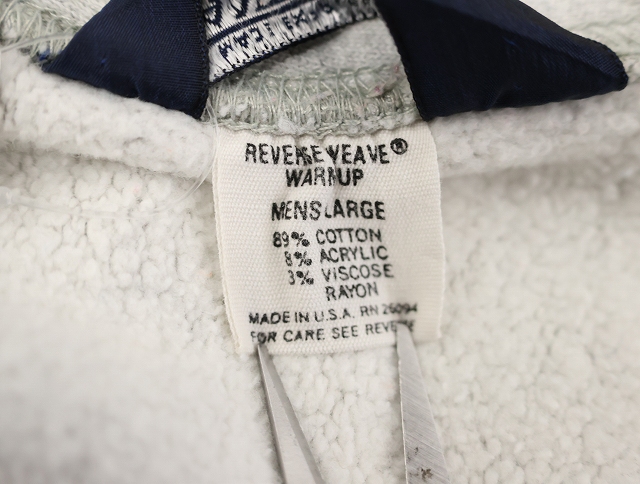 REVERSE WEAVE®
WARMUP
MENS LARGE
89% COTTON
8% ACRYLIC
3% VISCOSE
RAYON
MADE IN U.S.A. RN 26094
FOR CARE SEE REVERSE